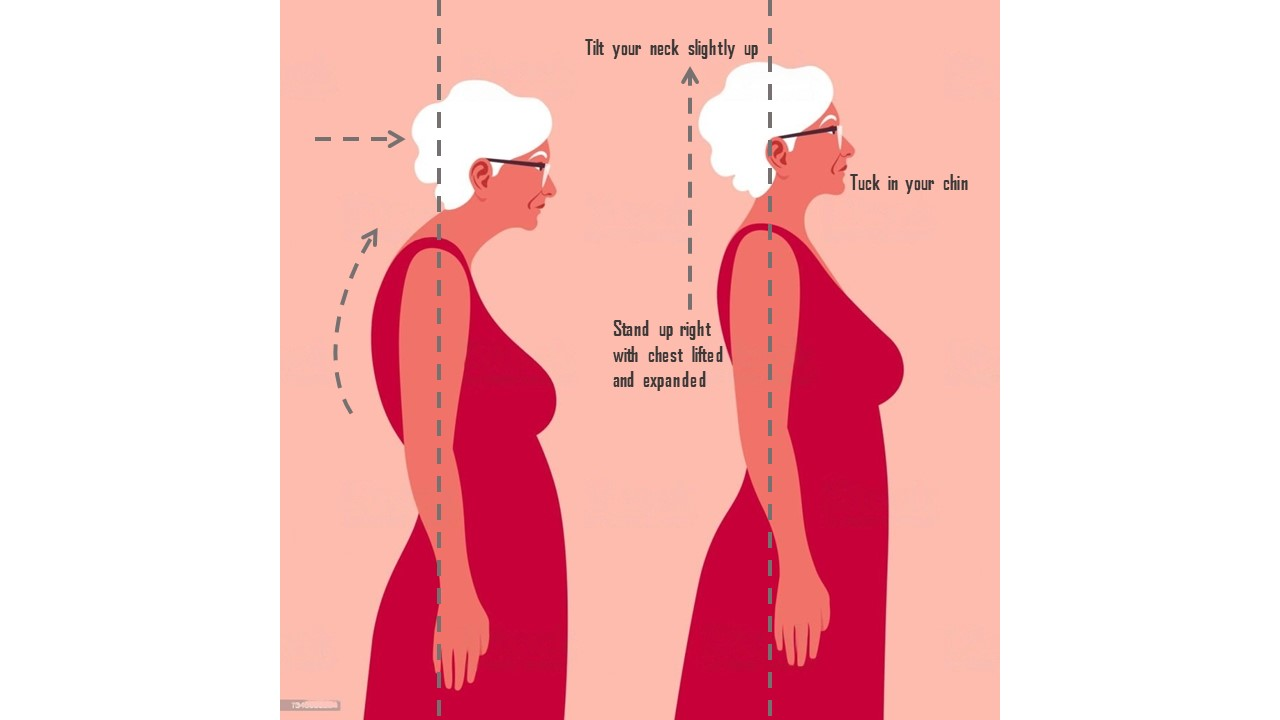 Tilt your neck slightly up
Tuck in your chin
Stand up right
with chest lifted
and expanded